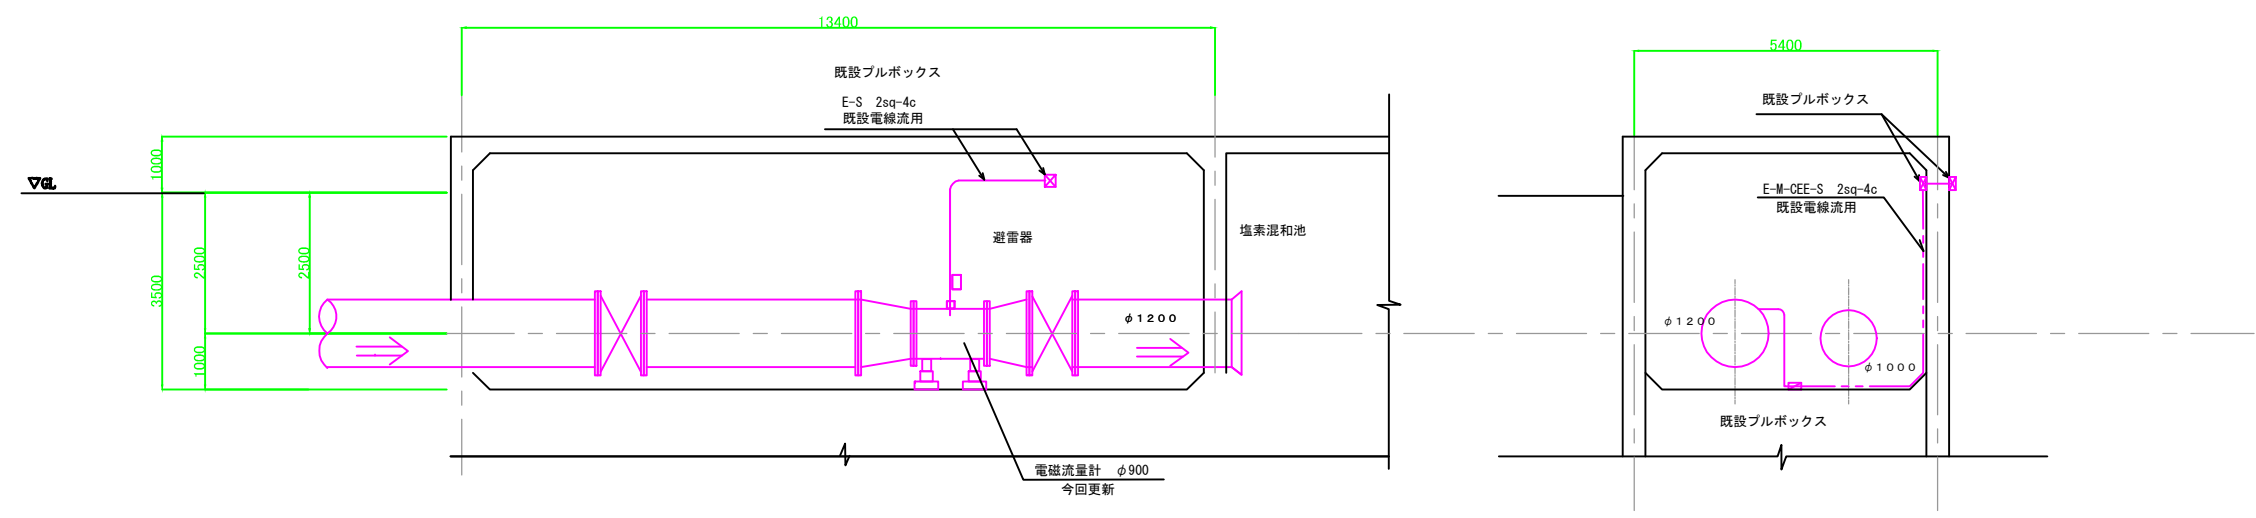 13400
既設プルボックス
E-S 2sq-4c
既設電線流用
1000
▽GL
2500
2500
3500
1000
避雷器
塩素混和池
φ1200
電磁流量計 φ900
今回更新
5400
既設プルボックス
E-M-CEE-S 2sq-4c
既設電線流用
φ1200
φ1000
既設プルボックス